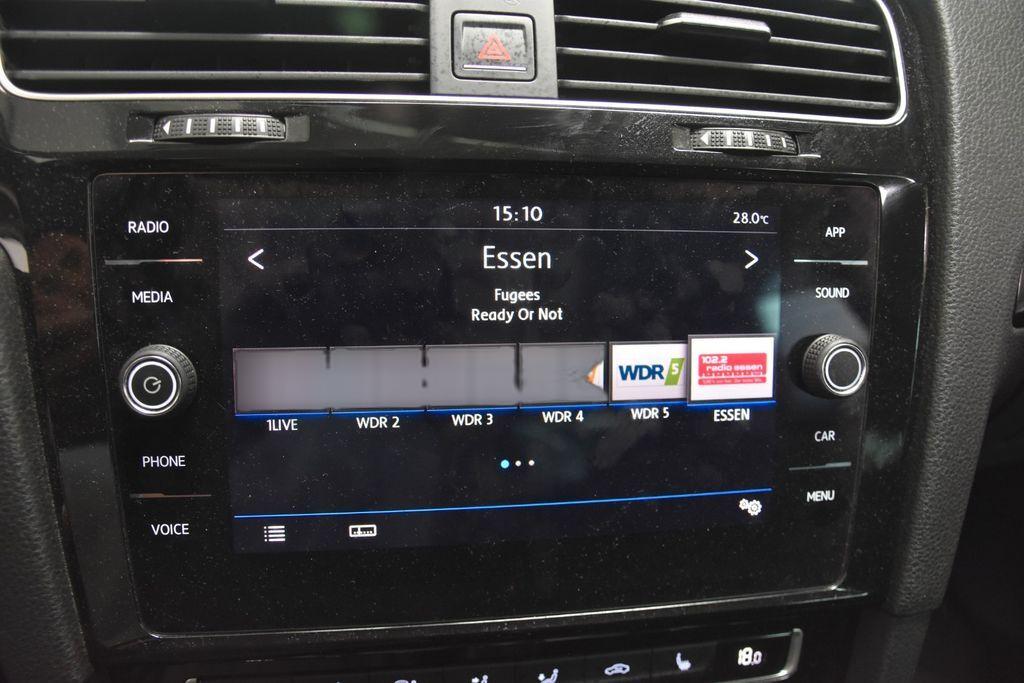 15:10
28.0°C
RADIO
APP
Essen
MEDIA
SOUND
Fugees
Ready Or Not
WDR 5
102.2
radio essen
1LIVE
WDR 2
WDR 3
WDR 4
WDR 5
ESSEN
PHONE
CAR
VOICE
MENU
18.0